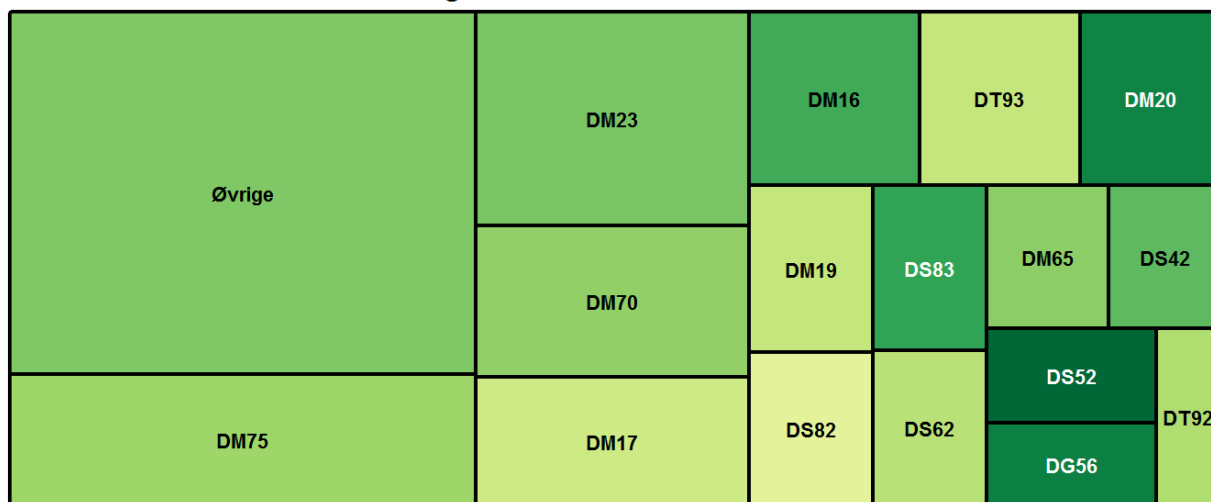 Øvrige
DM75
DM23
DM70
DM17
DM16
DT93
DM20
DM19
DS83
DM65
DS42
DS82
DS62
DS52
DG56
DT92